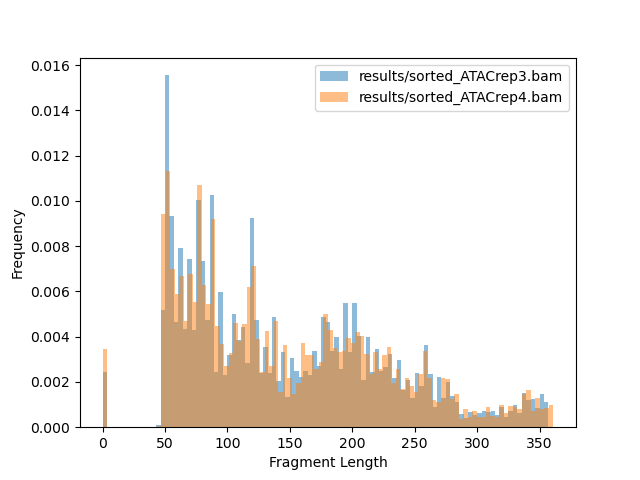 results/sorted_ATACrep3.bam
results/sorted_ATACrep4.bam
0.016
0.014
0.012
0.010
0.008
0.006
0.004
0.002
0.000
Frequency
0 50 100 150 200 250 300 350
Fragment Length